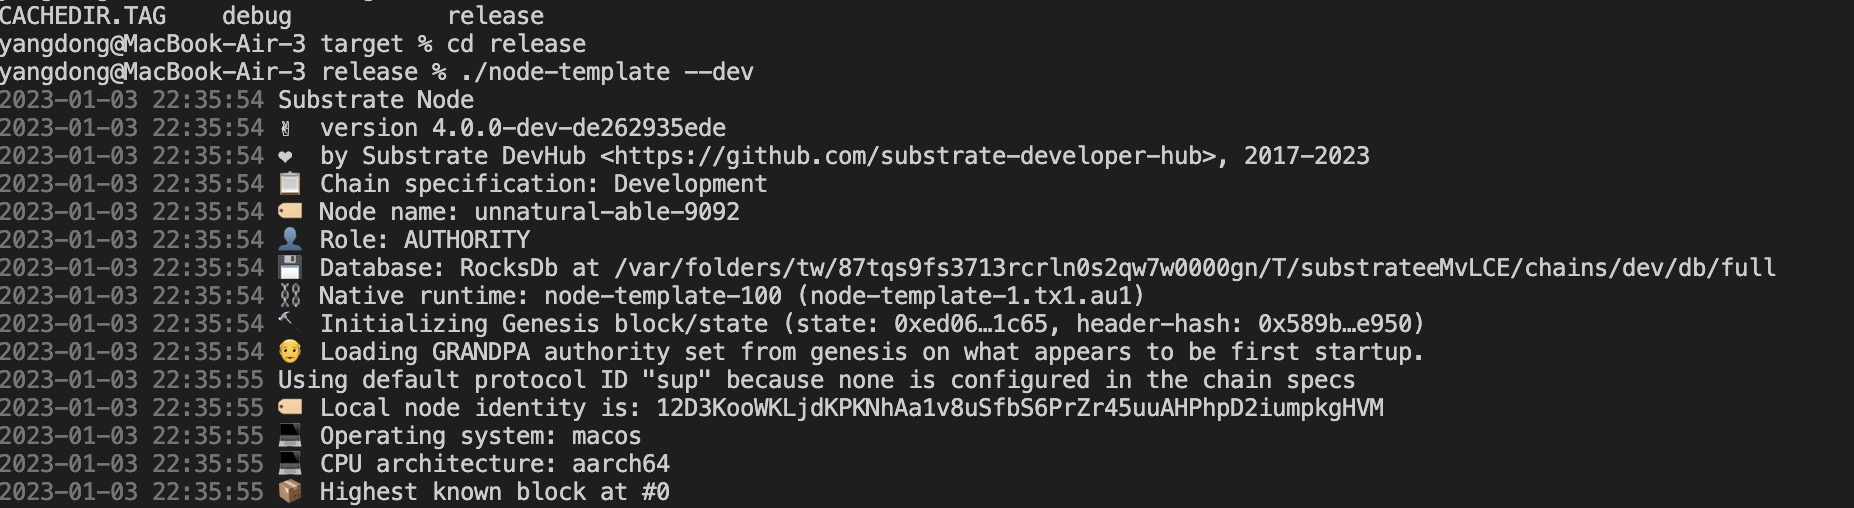 CACHEDIR.TAG    debug           release
yangdong@MacBook-Air-3 target % cd release
yangdong@MacBook-Air-3 release % ./node-template --dev
2023-01-03 22:35:54 Substrate Node
2023-01-03 22:35:54 ✌️  version 4.0.0-dev-de262935ede
2023-01-03 22:35:54 ❤️  by Substrate DevHub <https://github.com/substrate-developer-hub>, 2017-2023
2023-01-03 22:35:54 📋 Chain specification: Development
2023-01-03 22:35:54 🏷 Node name: unnatural-able-9092
2023-01-03 22:35:54 👤 Role: AUTHORITY
2023-01-03 22:35:54 💾 Database: RocksDb at /var/folders/tw/87tqs9fs3713rcrln0s2qw7w0000gn/T/substrateeMvLCE/chains/dev/db/full
2023-01-03 22:35:54 ⛓ Native runtime: node-template-100 (node-template-1.tx1.au1)
2023-01-03 22:35:54 🔨 Initializing Genesis block/state (state: 0xed06…1c65, header-hash: 0x589b…e950)
2023-01-03 22:35:54 👴 Loading GRANDPA authority set from genesis on what appears to be first startup.
2023-01-03 22:35:55 Using default protocol ID "sup" because none is configured in the chain specs
2023-01-03 22:35:55 🏷 Local node identity is: 12D3KooWKLjdKPKNhAa1v8uSfbS6PrZr45uuAHPhpD2iumpkgHVM
2023-01-03 22:35:55 💻 Operating system: macos
2023-01-03 22:35:55 💻 CPU architecture: aarch64
2023-01-03 22:35:55 📦 Highest known block at #0